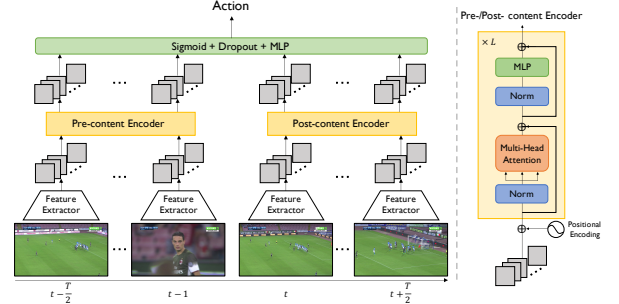 Action
Sigmoid + Dropout + MLP
Pre-content Encoder
Post-content Encoder
Feature Extractor
Feature Extractor
Feature Extractor
Feature Extractor
t − T/2
t − 1
t
t + T/2
Pre-/Post- content Encoder
× L
MLP
Norm
Multi-Head
Attention
Norm
Positional
Encoding